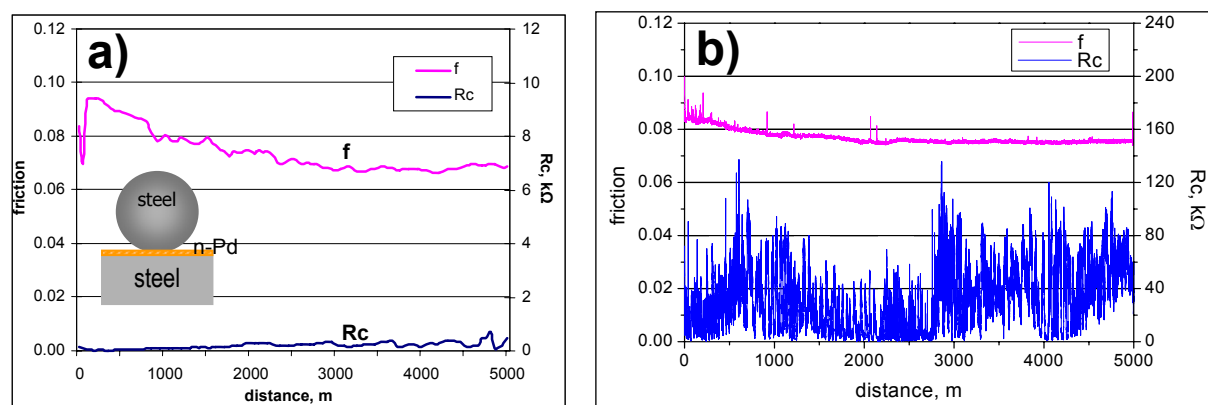 a)
0.12
0.10
0.08
0.06
0.04
0.02
0.00
friction
12
10
8
6
4
2
0
Rc, kΩ
f
Rc
f
steel
n-Pd
steel
Rc
0 1000 2000 3000 4000 5000
distance, m
b)
0.12
0.10
0.08
0.06
0.04
0.02
0.00
friction
240
200
160
120
80
40
0
Rc, kΩ
f
Rc
0 1000 2000 3000 4000 5000
distance, m